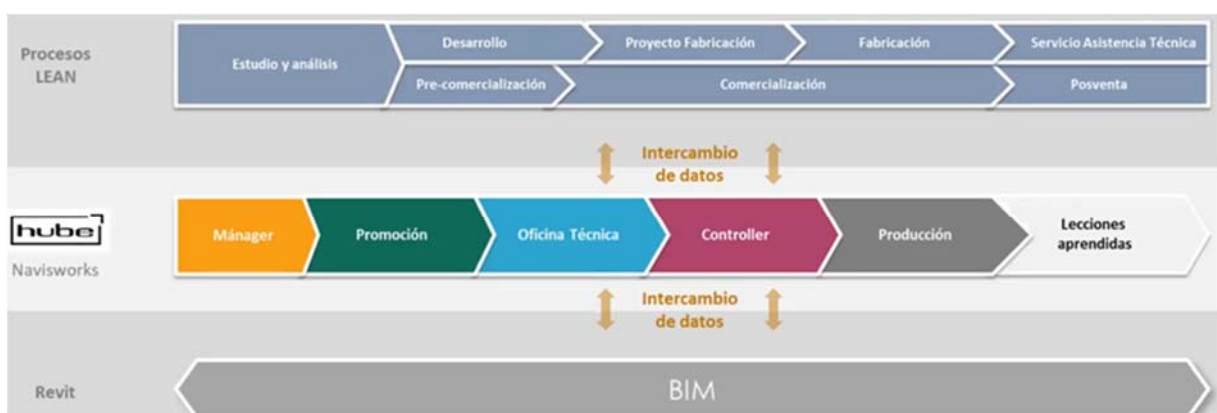 Procesos
LEAN
Estudio y análisis
Desarrollo
Proyecto Fabricación
Fabricación
Servicio Asistencia Técnica
Pre-comercialización
Comercialización
Posventa
Intercambio
de datos
hube
Navisworks
Mánager
Promoción
Oficina Técnica
Controller
Producción
Lecciones
aprendidas
Intercambio
de datos
Revit
BIM